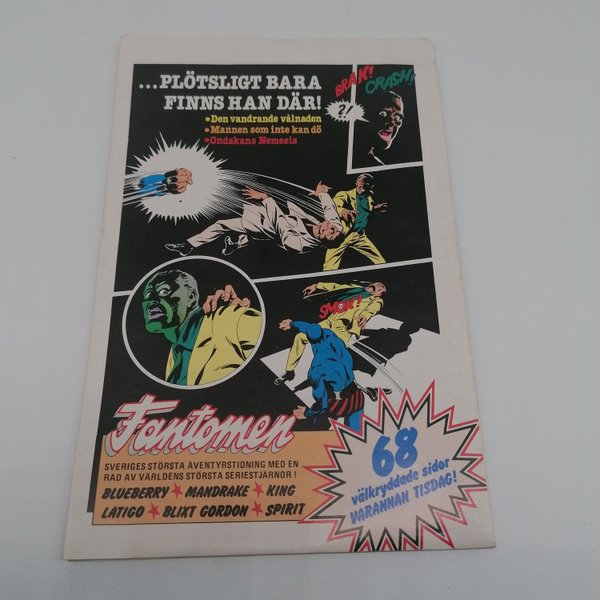 ...PLÖTSLIGT BARA
FINNS HAN DÄR!
• Den vandrande vålnaden
• Mannen som inte kan dö
• Ondskans Nemesis
BRAK!
CRASH!
?!
SMOK!
Fantomen
SVERIGES STÖRSTA ÄVENTYRSTIDNING MED EN
RAD AV VÄRLDENS STÖRSTA SERIESTJÄRNOR!
BLUEBERRY ★ MANDRAKE ★ KING
LATIGO ★ BLIXT GORDON ★ SPIRIT
68
välkryddade sidor
VARANNAN TISDAG!